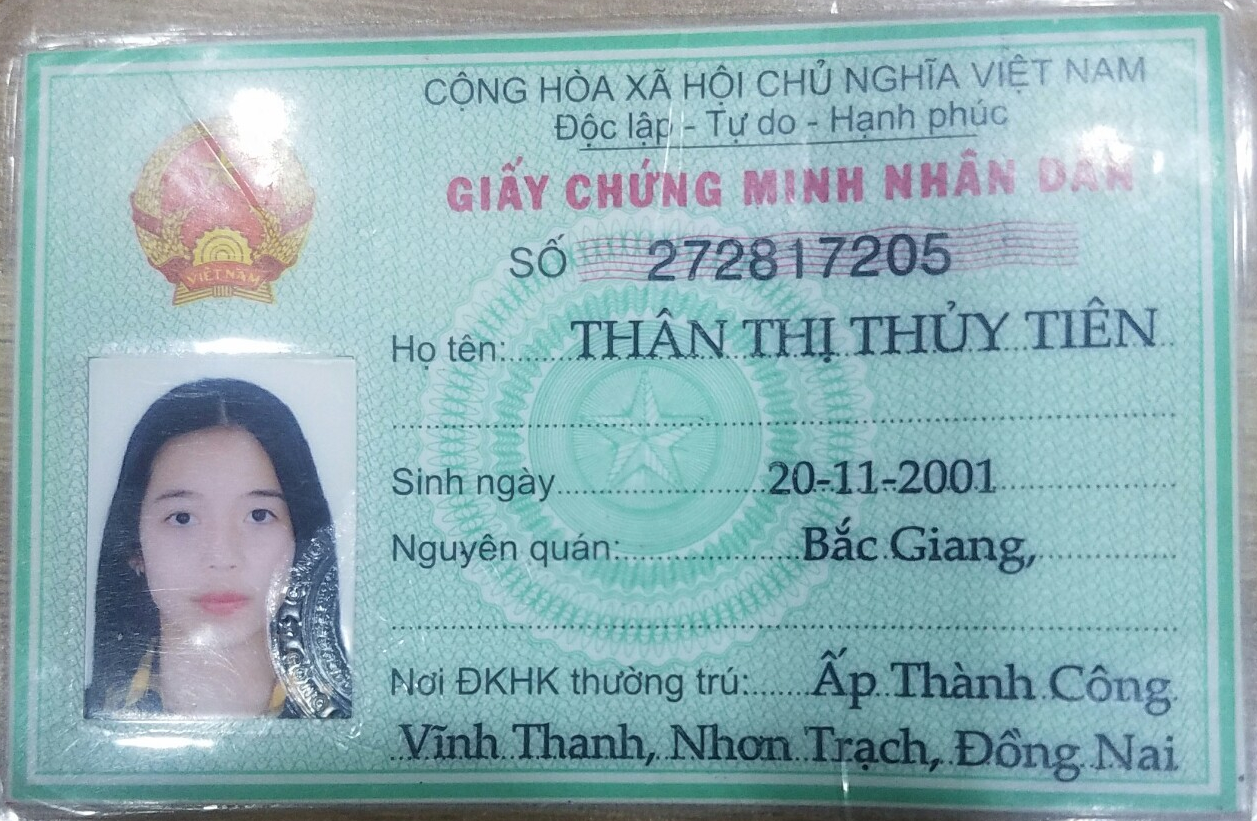 CỘNG HÒA XÃ HỘI CHỦ NGHĨA VIỆT NAM
Độc lập - Tự do - Hạnh phúc
GIẤY CHỨNG MINH NHÂN DÂN
SỐ 272817205
VIỆT NAM
Họ tên: THÂN THỊ THỦY TIÊN
Sinh ngày 20-11-2001
Nguyên quán: Bắc Giang,
Nơi ĐKHK thường trú: Ấp Thành Công
Vĩnh Thanh, Nhơn Trạch, Đồng Nai